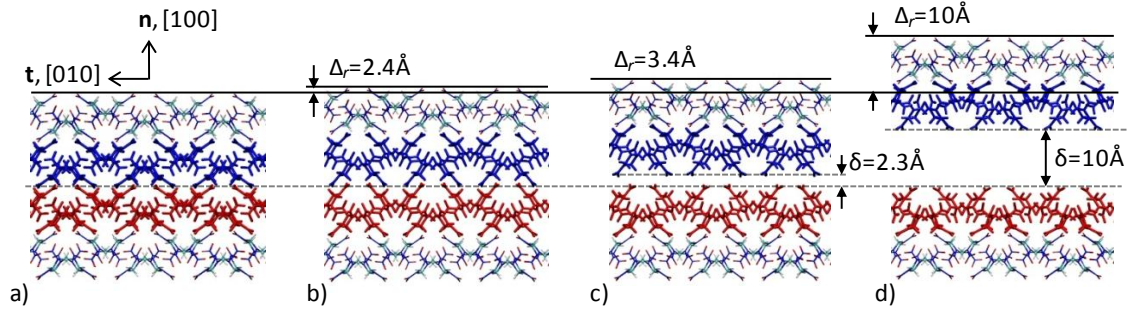 n, [100]
t, [010]
Δr=2.4Å
Δr=3.4Å
Δr=10Å
δ=2.3Å
δ=10Å
a)
b)
c)
d)